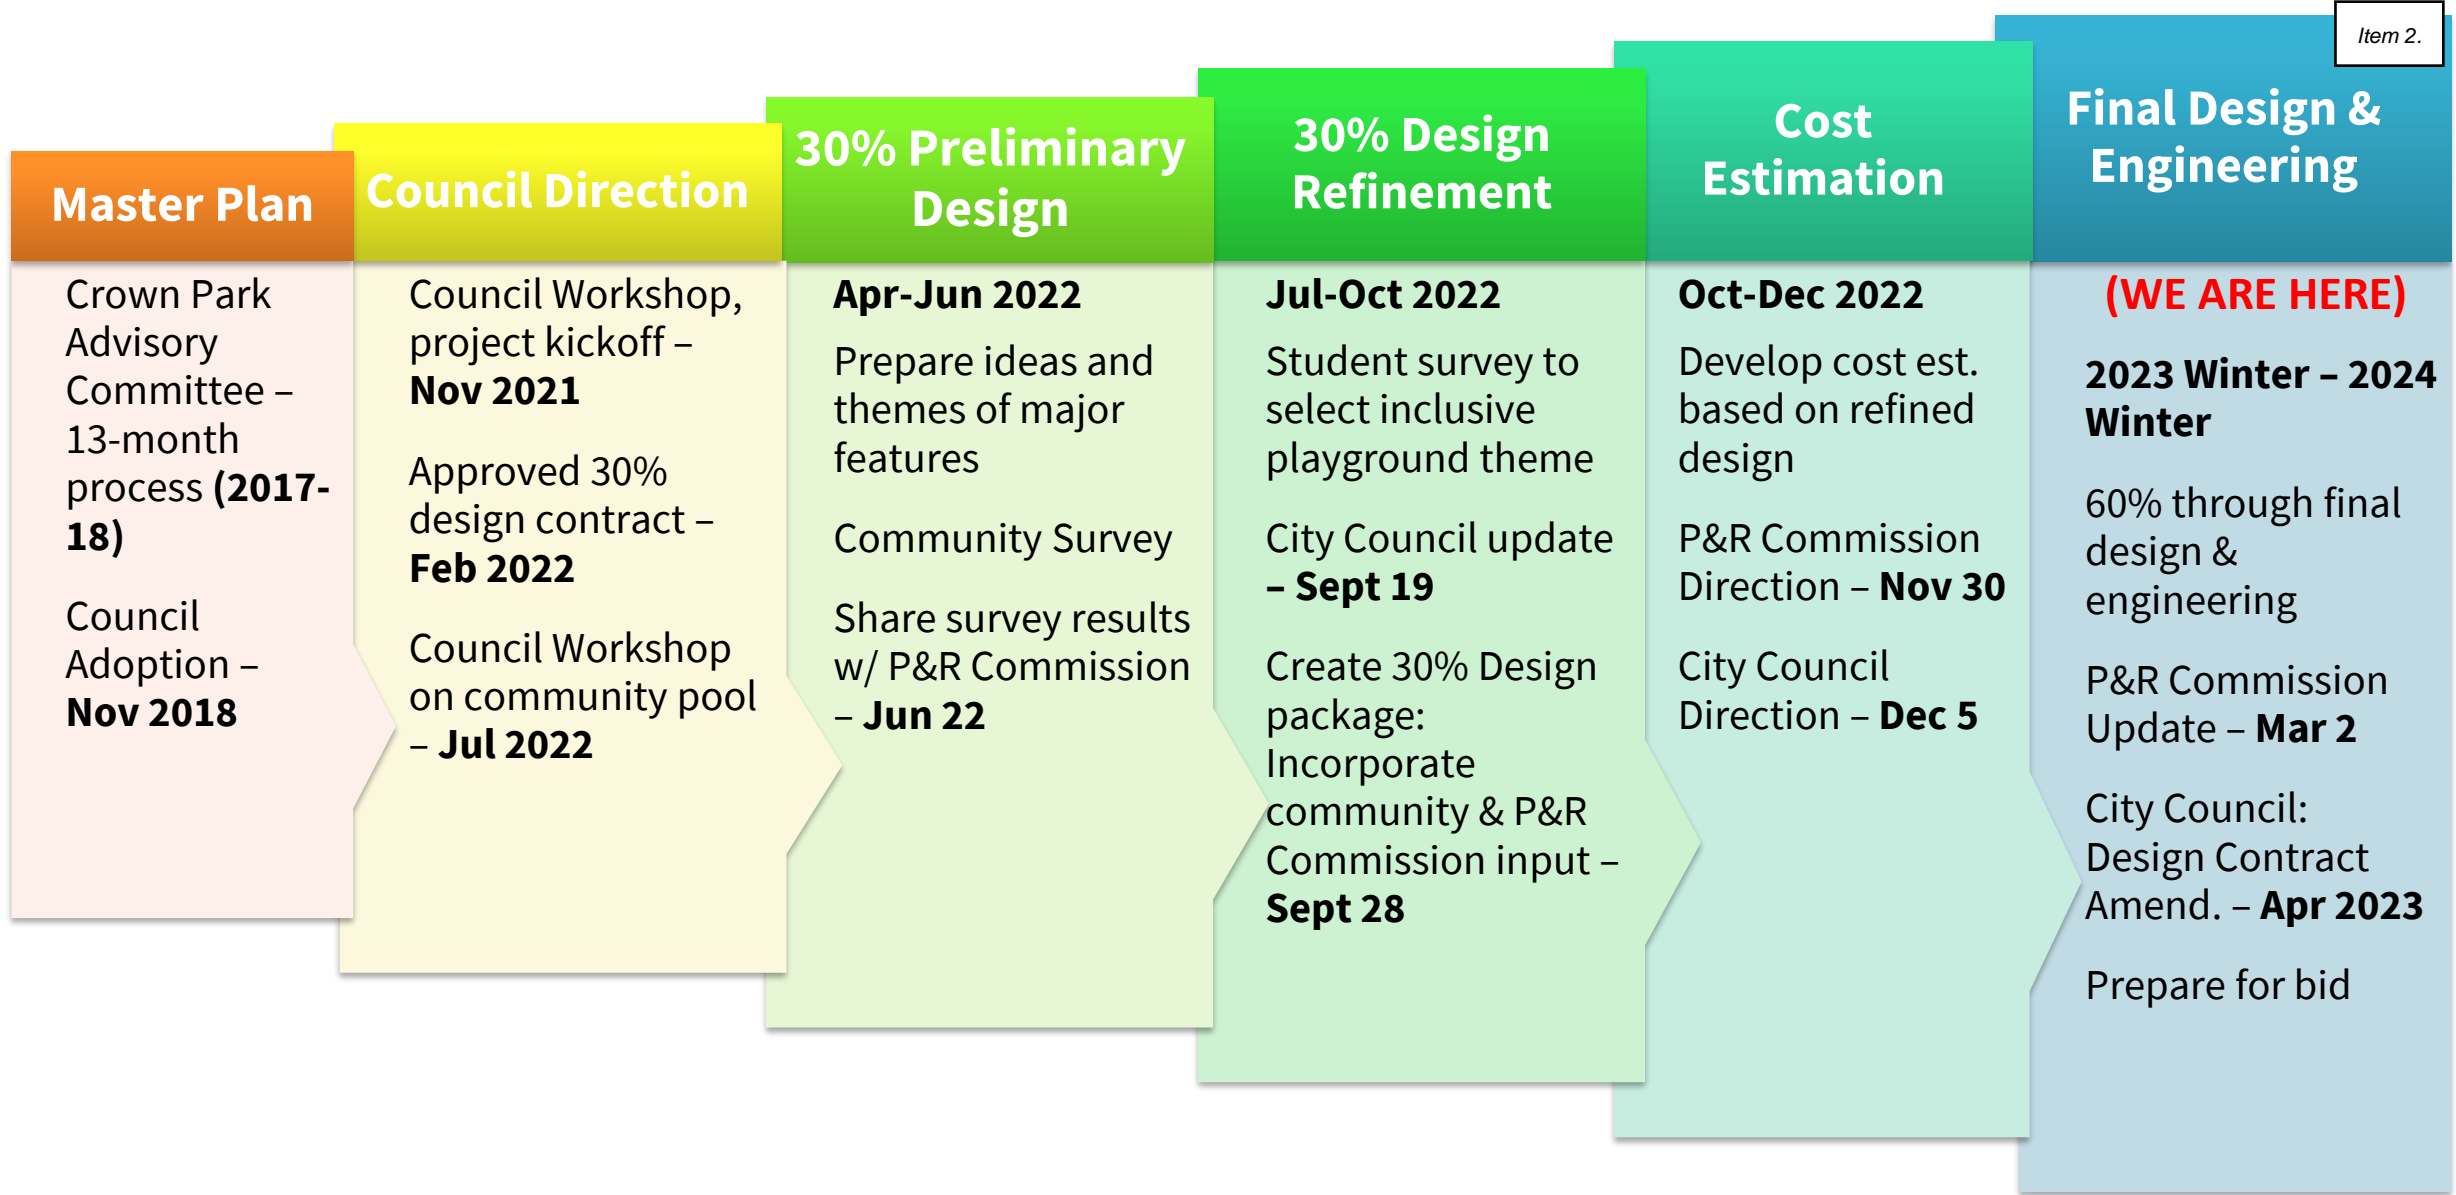 Item 2.
Master Plan
Crown Park
Advisory
Committee –
13-month
process (2017-
18)
Council
Adoption –
Nov 2018
Council Direction
Council Workshop,
project kickoff –
Nov 2021
Approved 30%
design contract –
Feb 2022
Council Workshop
on community pool
– Jul 2022
30% Preliminary
Design
Apr-Jun 2022
Prepare ideas and
themes of major
features
Community Survey
Share survey results
w/ P&R Commission
– Jun 22
30% Design
Refinement
Jul-Oct 2022
Student survey to
select inclusive
playground theme
City Council update
– Sept 19
Create 30% Design
package:
Incorporate
community & P&R
Commission input –
Sept 28
Cost
Estimation
Oct-Dec 2022
Develop cost est.
based on refined
design
P&R Commission
Direction – Nov 30
City Council
Direction – Dec 5
Final Design &
Engineering
(WE ARE HERE)
2023 Winter – 2024
Winter
60% through final
design &
engineering
P&R Commission
Update – Mar 2
City Council:
Design Contract
Amend. – Apr 2023
Prepare for bid